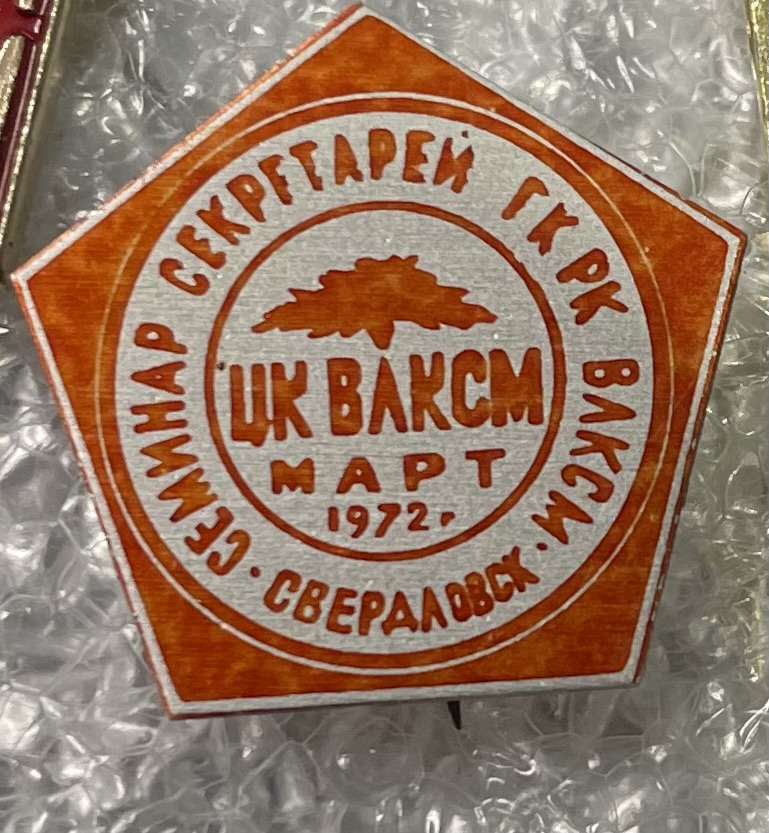 СЕМИНАР СЕКРЕТАРЕЙ ГК РК ВЛКСМ · СВЕРДЛОВСК ·
ЦК ВЛКСМ
МАРТ
1972 г